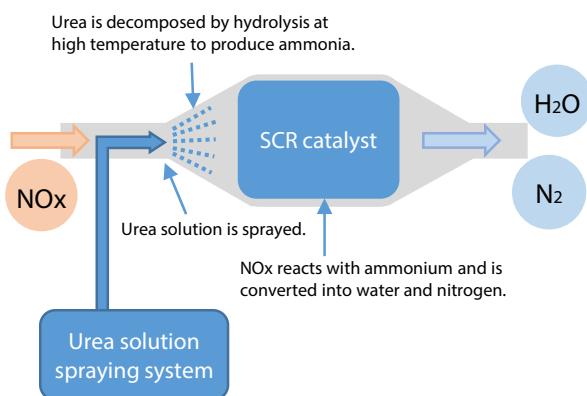 Urea is decomposed by hydrolysis at
high temperature to produce ammonia.
H2O
SCR catalyst
NOx
N2
Urea solution is sprayed.
NOx reacts with ammonium and is
converted into water and nitrogen.
Urea solution
spraying system